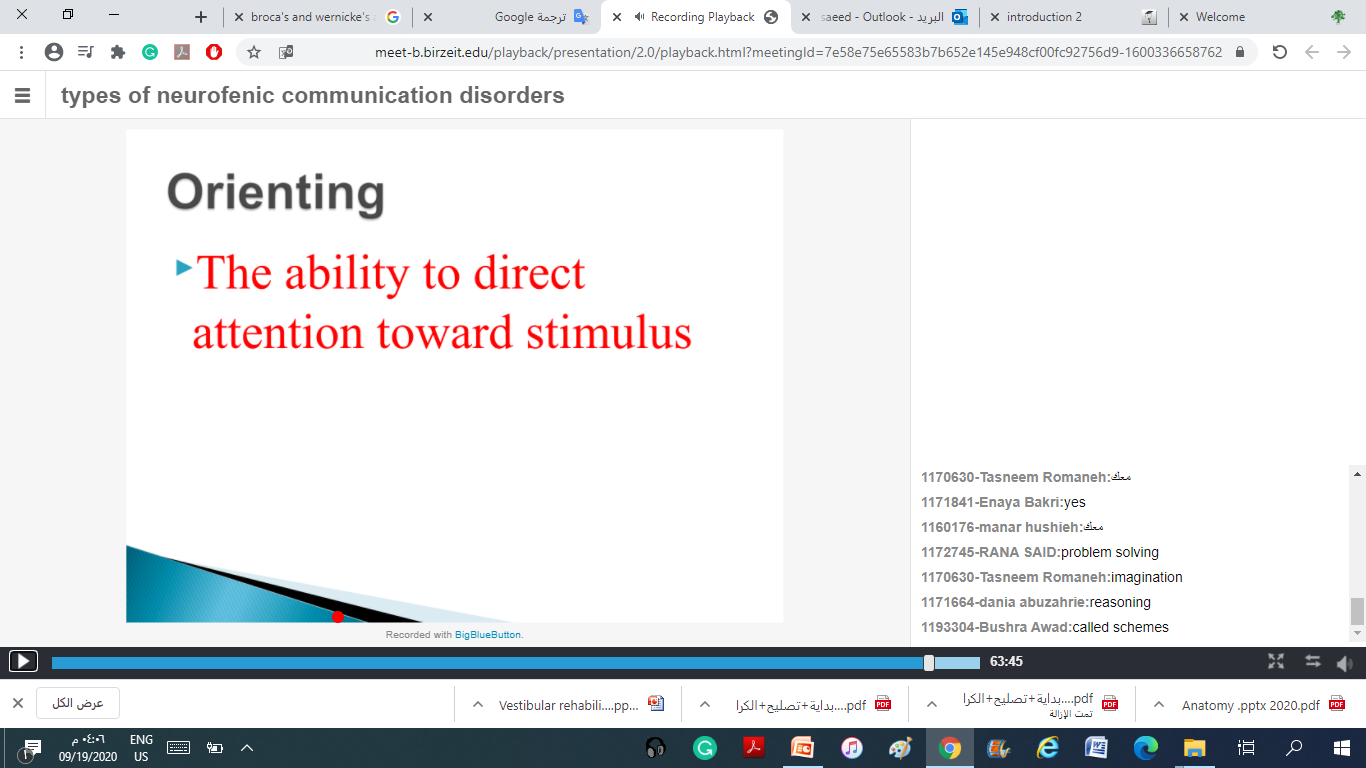 broca's and wernicke's a
ترجمة Google
Recording Playback
saeed - Outlook - البريد
introduction 2
Welcome
meet-b.birzeit.edu/playback/presentation/2.0/playback.html?meetingId=7e58e75e65583b7b652e145e948cf00fc92756d9-1600336658762
types of neurofenic communication disorders
Orienting
The ability to direct
attention toward stimulus
Recorded with BigBlueButton.
1170630-Tasneem Romaneh:معك
1171841-Enaya Bakri:yes
1160176-manar hushieh:معك
1172745-RANA SAID:problem solving
1170630-Tasneem Romaneh:imagination
1171664-dania abuzahrie:reasoning
1193304-Bushra Awad:called schemes
63:45
عرض الكل
Vestibular rehabili....pp...
بداية+تصليح+الكرا....pdf
بداية+تصليح+الكرا....pdf
تمت الإزالة
Anatomy .pptx 2020.pdf
٠٤:٠٦ م
09/19/2020
ENG
US